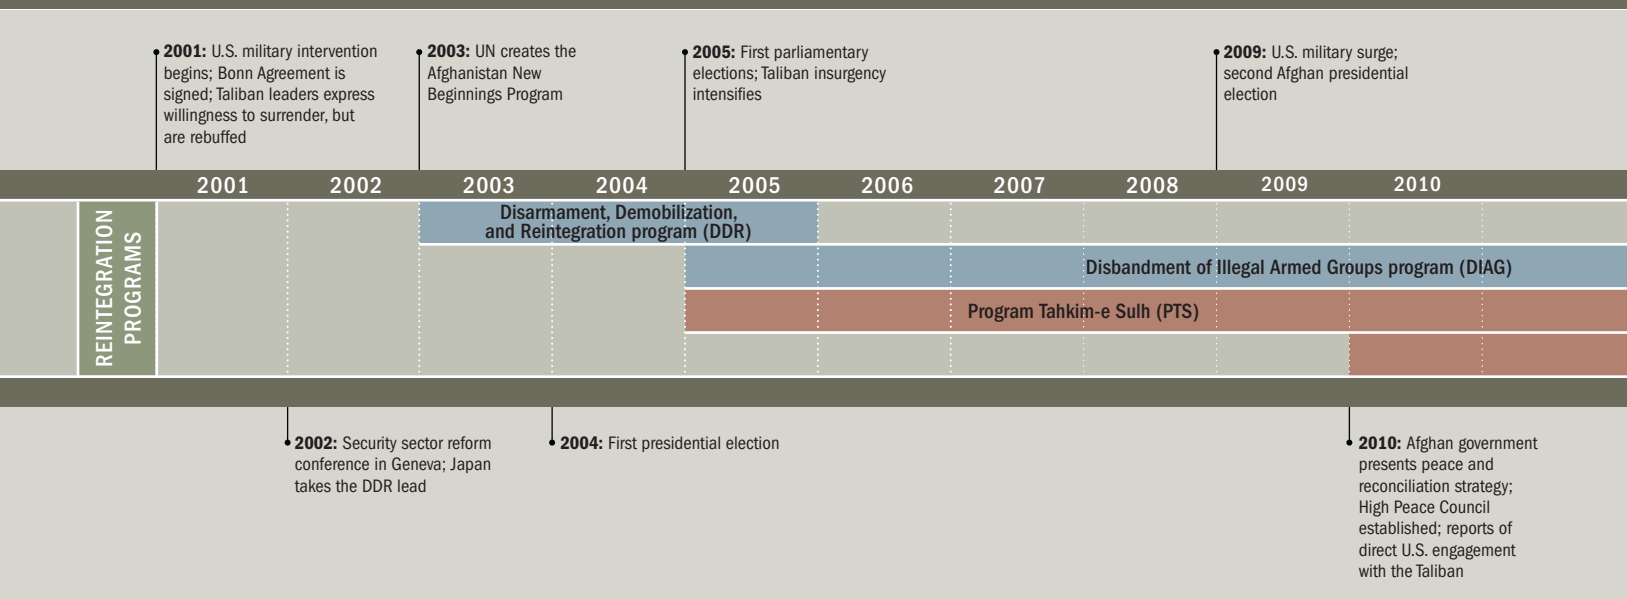 2001: U.S. military intervention
begins; Bonn Agreement is
signed; Taliban leaders express
willingness to surrender, but
are rebuffed
2003: UN creates the
Afghanistan New
Beginnings Program
2005: First parliamentary
elections; Taliban insurgency
intensifies
2009: U.S. military surge;
second Afghan presidential
election
2001 2002 2003 2004 2005 2006 2007 2008 2009 2010
REINTEGRATION
PROGRAMS
Disarmament, Demobilization,
and Reintegration program (DDR)
Disbandment of Illegal Armed Groups program (DIAG)
Program Tahkim-e Sulh (PTS)
2002: Security sector reform
conference in Geneva; Japan
takes the DDR lead
2004: First presidential election
2010: Afghan government
presents peace and
reconciliation strategy;
High Peace Council
established; reports of
direct U.S. engagement
with the Taliban